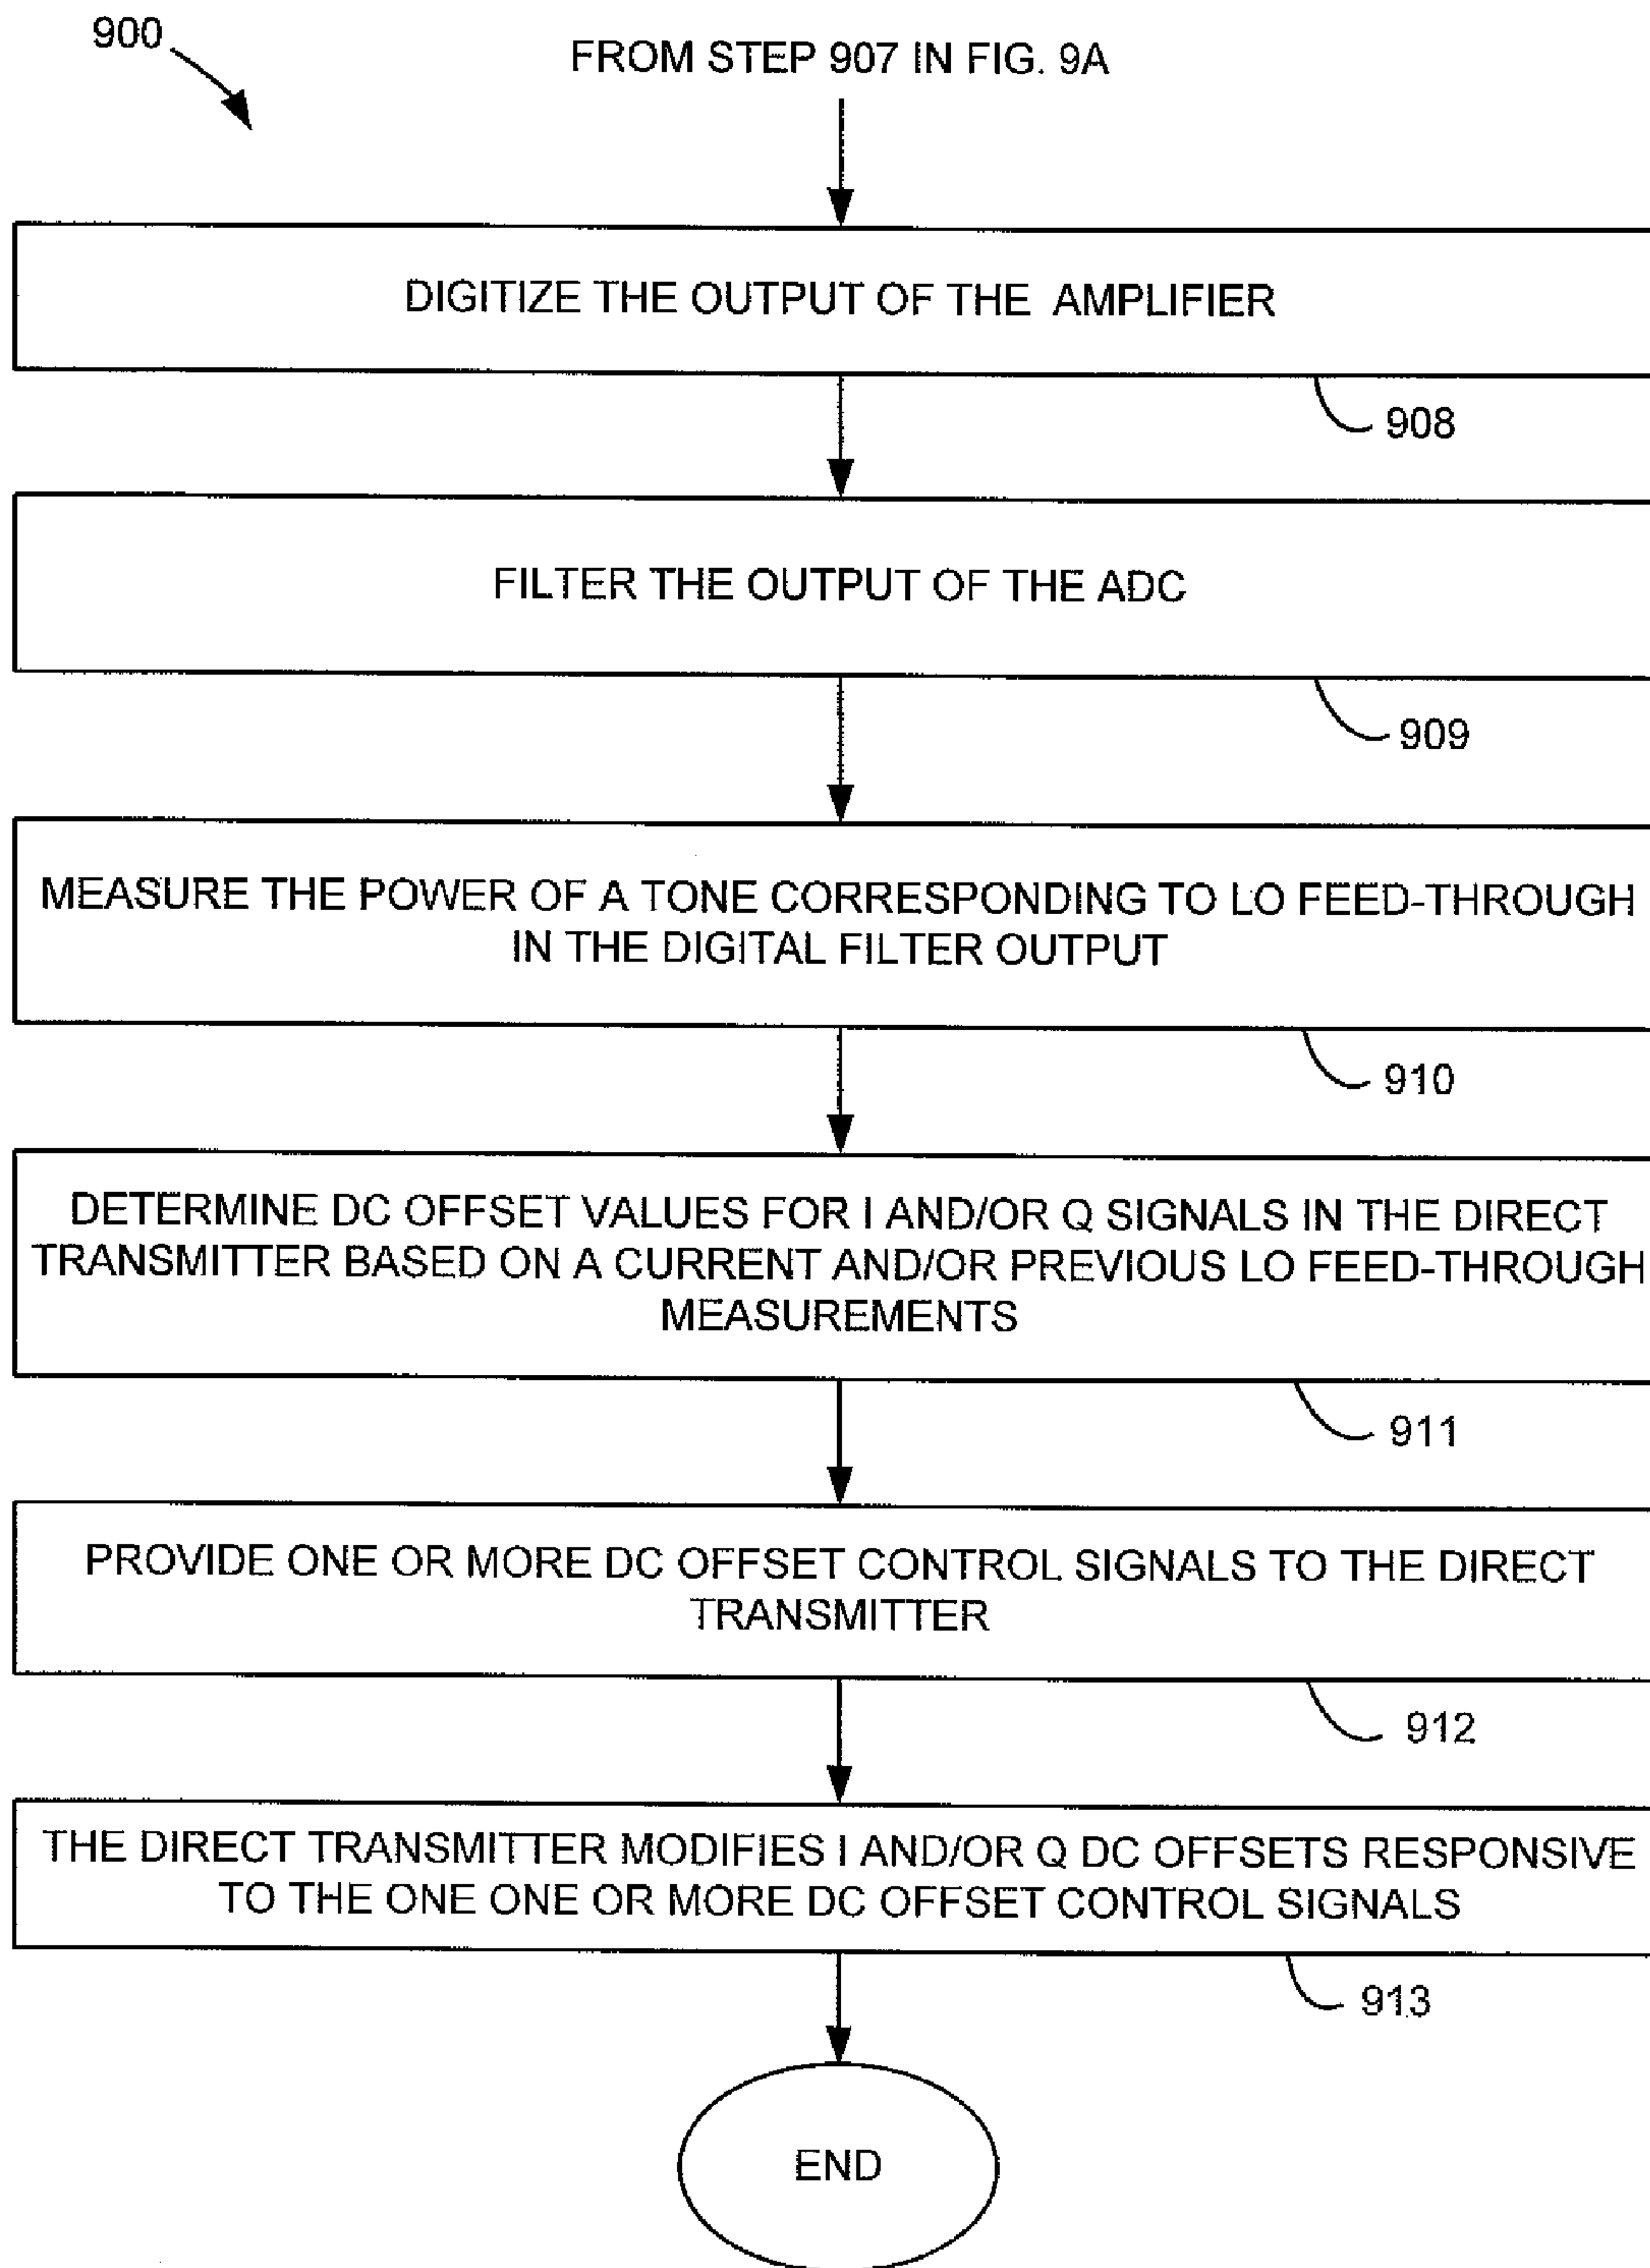 900
FROM STEP 907 IN FIG. 9A
DIGITIZE THE OUTPUT OF THE AMPLIFIER
908
FILTER THE OUTPUT OF THE ADC
909
MEASURE THE POWER OF A TONE CORRESPONDING TO LO FEED-THROUGH
IN THE DIGITAL FILTER OUTPUT
910
DETERMINE DC OFFSET VALUES FOR I AND/OR Q SIGNALS IN THE DIRECT
TRANSMITTER BASED ON A CURRENT AND/OR PREVIOUS LO FEED-THROUGH
MEASUREMENTS
911
PROVIDE ONE OR MORE DC OFFSET CONTROL SIGNALS TO THE DIRECT
TRANSMITTER
912
THE DIRECT TRANSMITTER MODIFIES I AND/OR Q DC OFFSETS RESPONSIVE
TO THE ONE ONE OR MORE DC OFFSET CONTROL SIGNALS
913
END